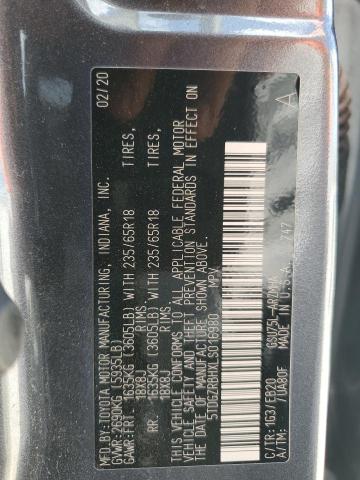 MFD.BY:TOYOTA MOTOR MANUFACTURING, INDIANA, INC. 02/20
GVWR:2690KG (5935LB)
GAWR:FRT 1635KG (3605LB) WITH 235/65R18 TIRES,
18X8J RIMS
RR 1635KG (3605LB) WITH 235/65R18 TIRES,
18X8J RIMS
THIS VEHICLE CONFORMS TO ALL APPLICABLE FEDERAL MOTOR
VEHICLE SAFETY AND THEFT PREVENTION STANDARDS IN
EFFECT ON THE DATE OF MANUFACTURE SHOWN ABOVE.
MPV
C/TR:1G3/EB20
A/TM: /UA80F
MADE IN U.S.A.
747
A